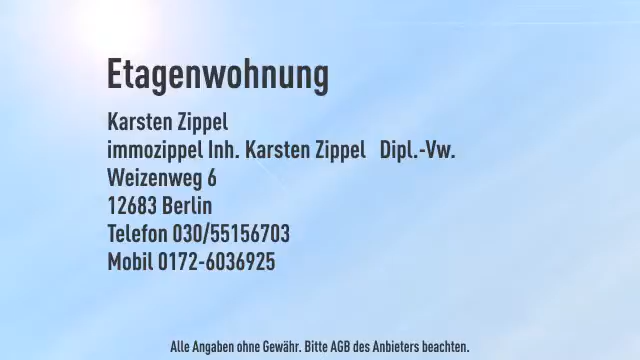 Etagenwohnung
Karsten Zippel
immozippel Inh. Karsten Zippel Dipl.-Vw.
Weizenweg 6
12683 Berlin
Telefon 030/55156703
Mobil 0172-6036925
Alle Angaben ohne Gewähr. Bitte AGB des Anbieters beachten.